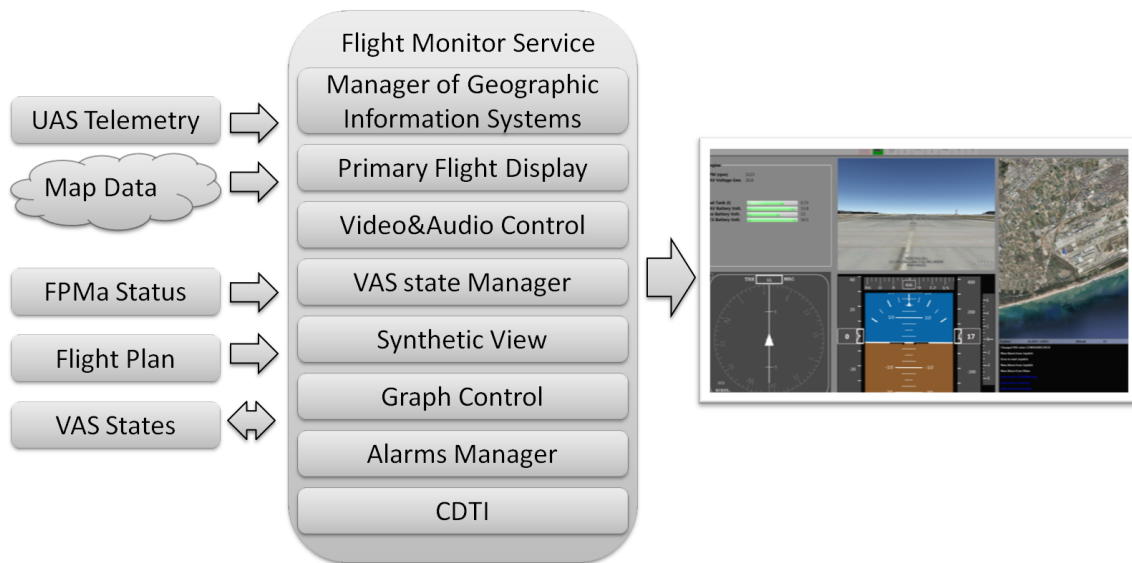 Flight Monitor Service
Manager of Geographic
Information Systems
UAS Telemetry
Primary Flight Display
Map Data
Video&Audio Control
VAS state Manager
FPMa Status
Synthetic View
Flight Plan
Graph Control
VAS States
Alarms Manager
CDTI